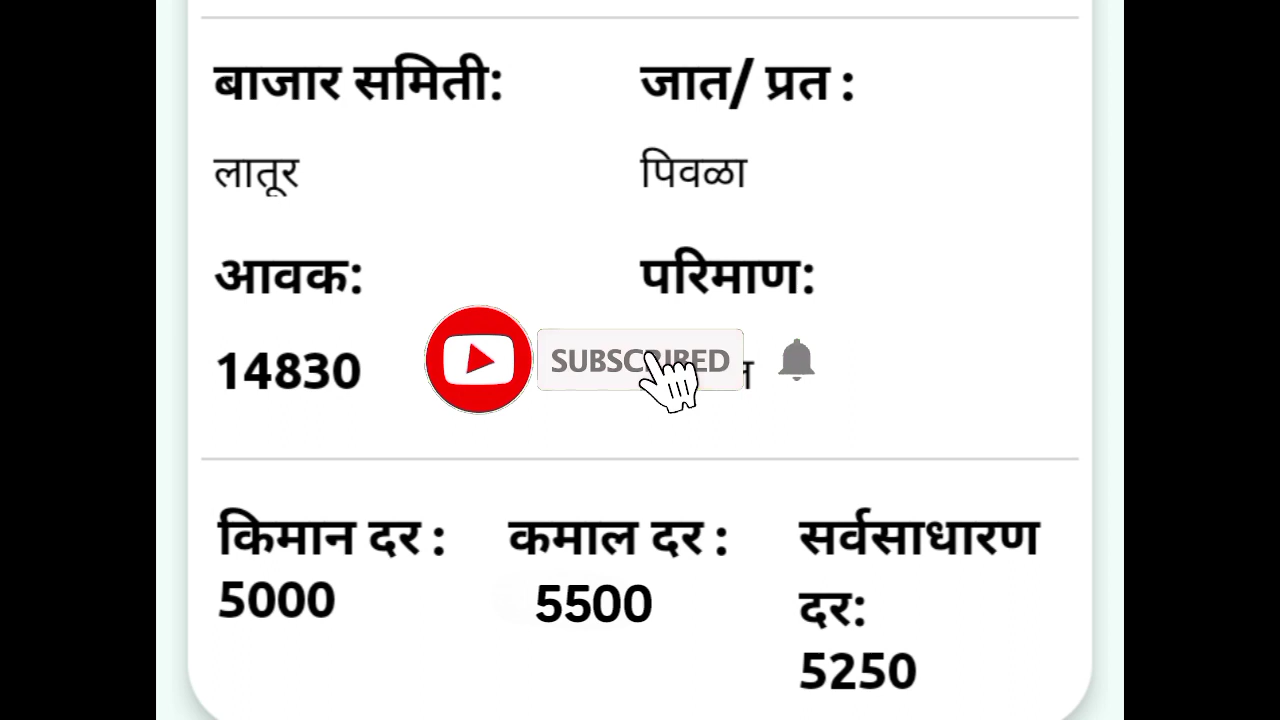 बाजार समिती: जात/ प्रत :
लातूर पिवळा
आवक: परिमाण:
14830 SUBSCRIBED
किमान दर : कमाल दर : सर्वसाधारण
दर:
5000 5500
5250